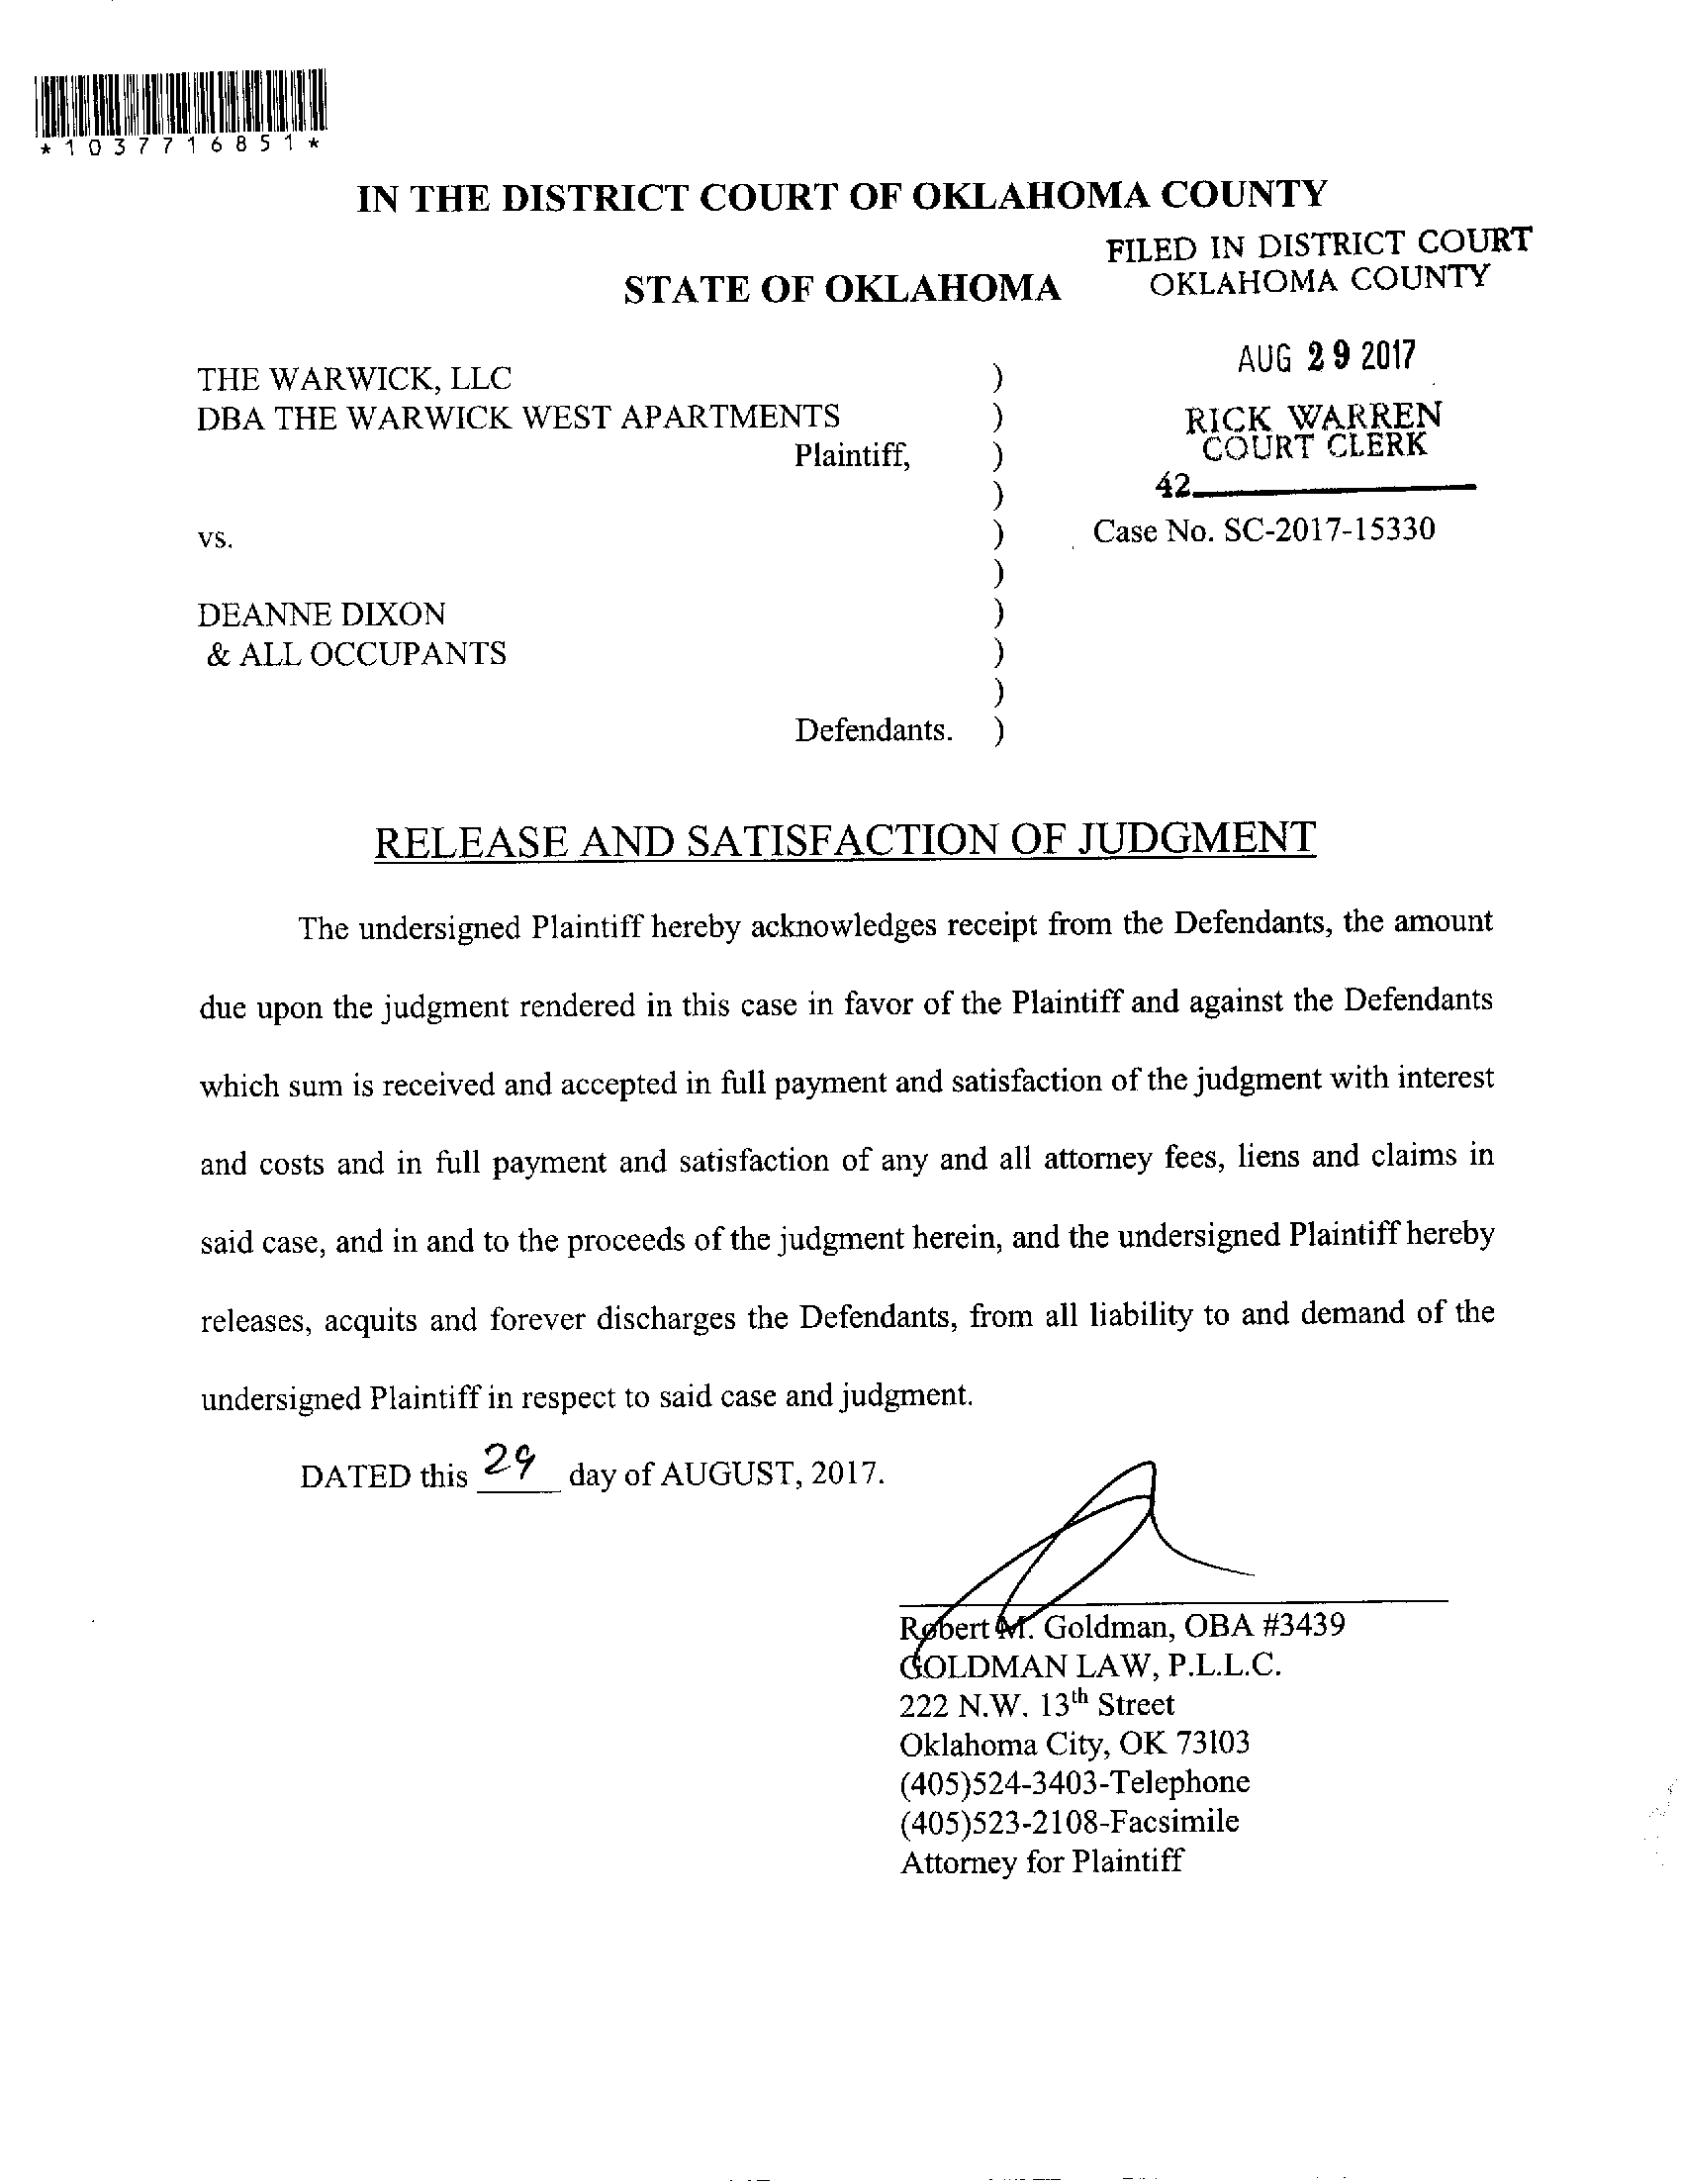 *1037716851*
IN THE DISTRICT COURT OF OKLAHOMA COUNTY
FILED IN DISTRICT COURT
OKLAHOMA COUNTY
STATE OF OKLAHOMA
AUG 29 2017
THE WARWICK, LLC )
DBA THE WARWICK WEST APARTMENTS )
RICK WARREN
COURT CLERK
Plaintiff, )
)
42
vs. )
Case No. SC-2017-15330
)
DEANNE DIXON )
& ALL OCCUPANTS )
)
Defendants. )
RELEASE AND SATISFACTION OF JUDGMENT
The undersigned Plaintiff hereby acknowledges receipt from the Defendants, the amount
due upon the judgment rendered in this case in favor of the Plaintiff and against the Defendants
which sum is received and accepted in full payment and satisfaction of the judgment with interest
and costs and in full payment and satisfaction of any and all attorney fees, liens and claims in
said case, and in and to the proceeds of the judgment herein, and the undersigned Plaintiff hereby
releases, acquits and forever discharges the Defendants, from all liability to and demand of the
undersigned Plaintiff in respect to said case and judgment.
DATED this 29 day of AUGUST, 2017.
Robert M. Goldman, OBA #3439
GOLDMAN LAW, P.L.L.C.
222 N.W. 13th Street
Oklahoma City, OK 73103
(405)524-3403-Telephone
(405)523-2108-Facsimile
Attorney for Plaintiff